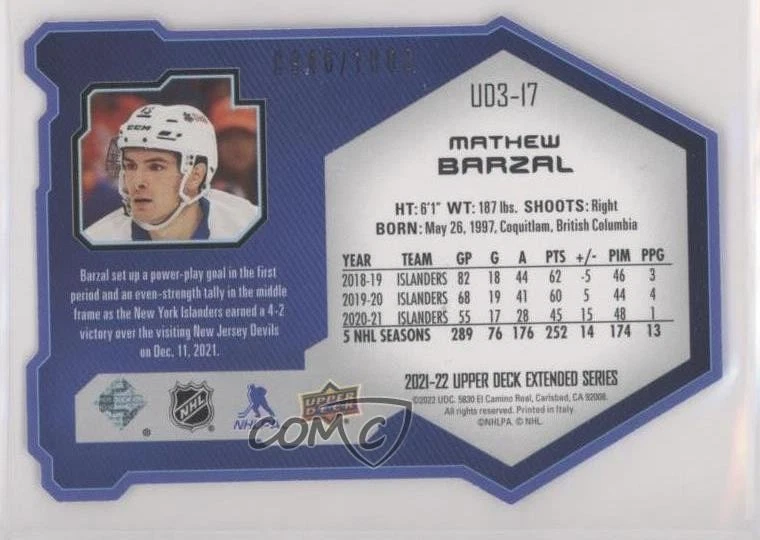 UD3-17
MATHEW
BARZAL
HT: 6'1" WT: 187 lbs. SHOOTS: Right
BORN: May 26, 1997, Coquitlam, British Columbia
YEAR TEAM GP G A PTS +/- PIM PPG
2018-19 ISLANDERS 82 18 44 62 -5 46 3
2019-20 ISLANDERS 68 19 41 60 5 44 4
2020-21 ISLANDERS 55 17 28 45 15 48 1
5 NHL SEASONS 289 76 176 252 14 174 13
2021-22 UPPER DECK EXTENDED SERIES
©2022 UDC. 5830 El Camino Real, Carlsbad, CA 92008.
All rights reserved. Printed in Italy.
©NHLPA. © NHL.
CCM
Barzal set up a power-play goal in the first
period and an even-strength tally in the middle
frame as the New York Islanders earned a 4-2
victory over the visiting New Jersey Devils
on Dec. 11, 2021.
NHL
NHLPA
UPPER
DECK
COMC